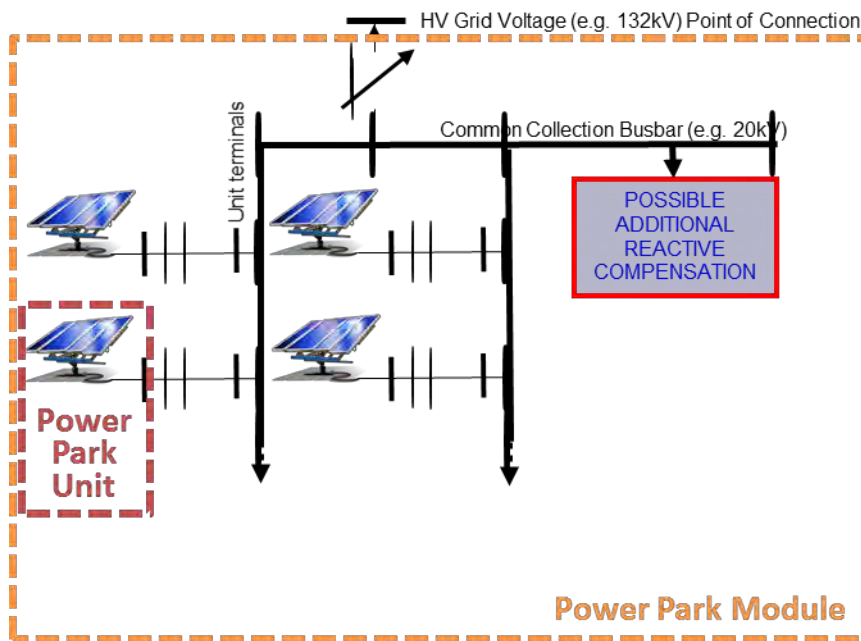 HV Grid Voltage (e.g. 132kV) Point of Connection
Common Collection Busbar (e.g. 20kV)
Unit terminals
POSSIBLE
ADDITIONAL
REACTIVE
COMPENSATION
Power
Park
Unit
Power Park Module